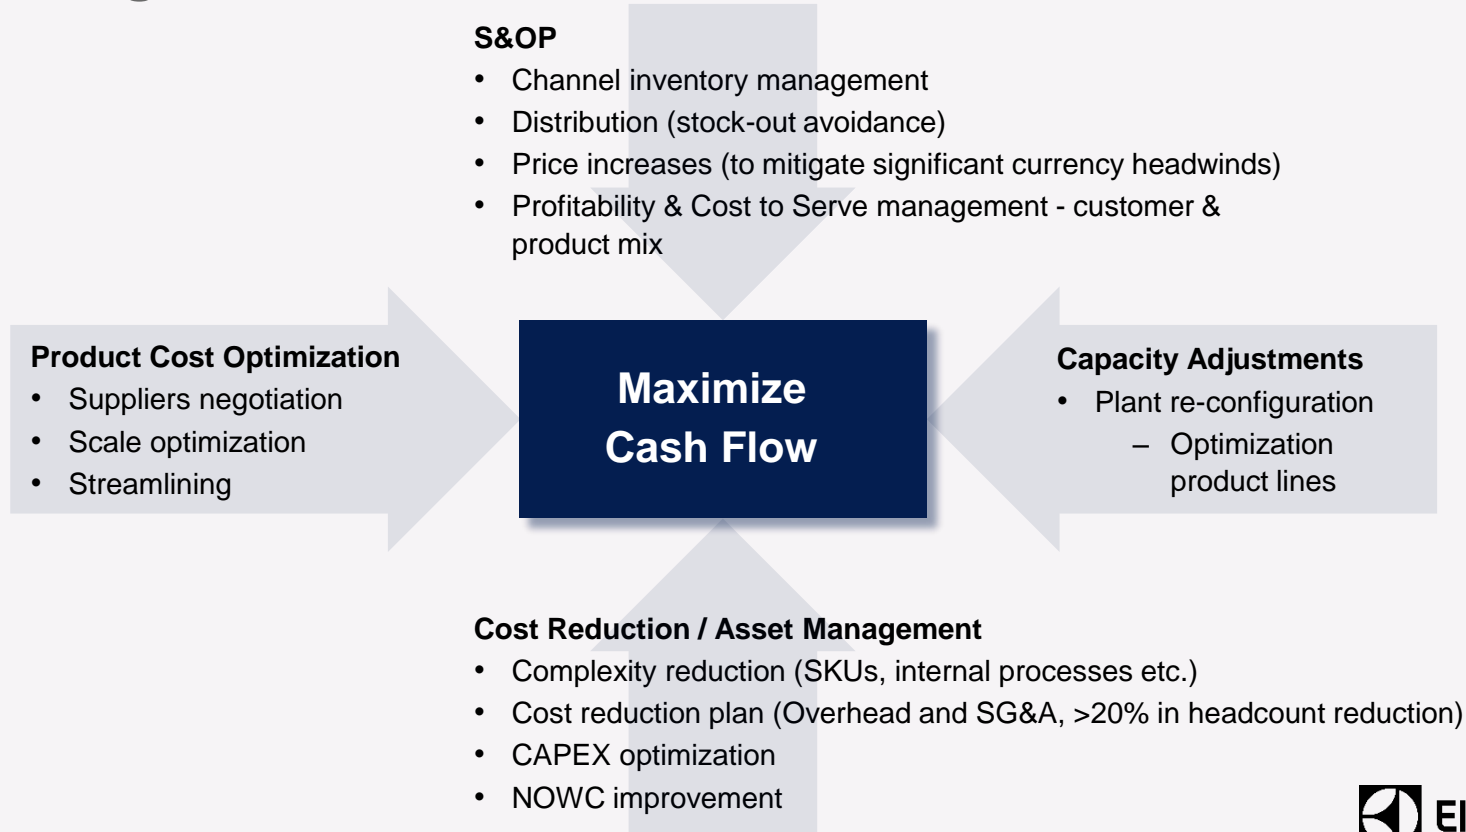 S&OP
• Channel inventory management
• Distribution (stock-out avoidance)
• Price increases (to mitigate significant currency headwinds)
• Profitability & Cost to Serve management - customer &
product mix
Product Cost Optimization
• Suppliers negotiation
• Scale optimization
• Streamlining
Maximize
Cash Flow
Capacity Adjustments
• Plant re-configuration
– Optimization
product lines
Cost Reduction / Asset Management
• Complexity reduction (SKUs, internal processes etc.)
• Cost reduction plan (Overhead and SG&A, >20% in headcount reduction)
• CAPEX optimization
• NOWC improvement